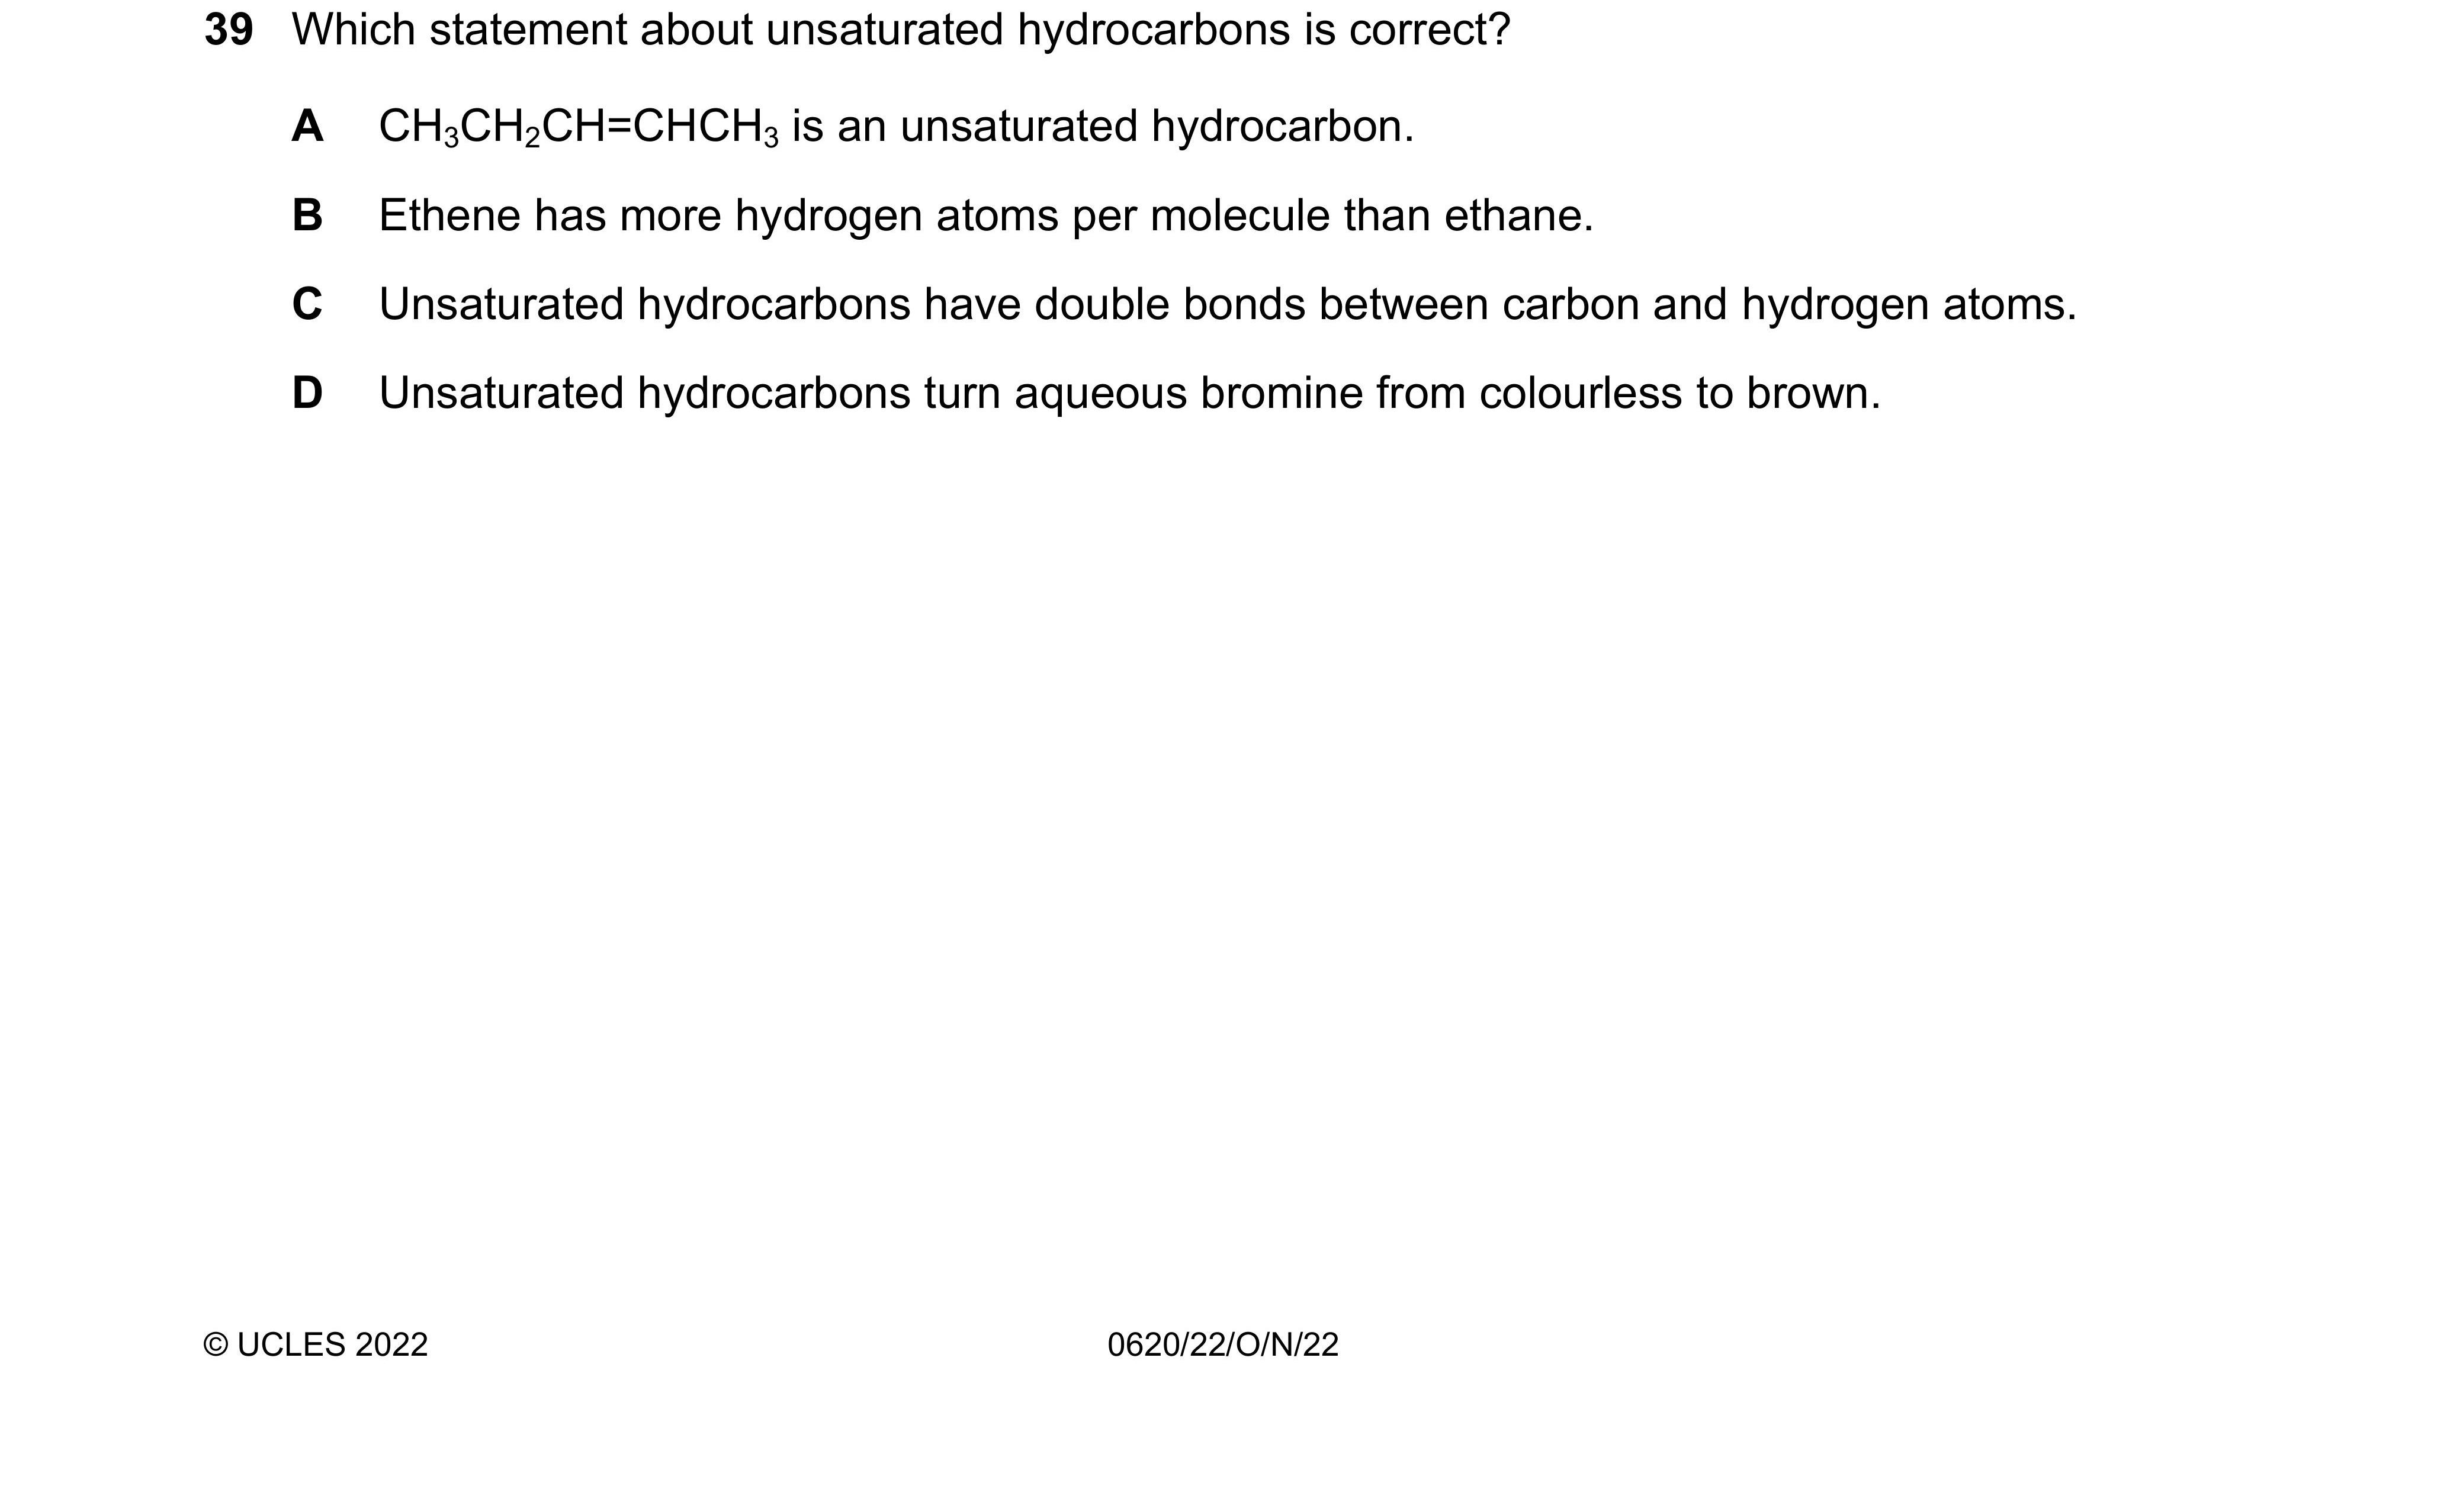 39 Which statement about unsaturated hydrocarbons is correct?
A CH₃CH₂CH=CHCH₃ is an unsaturated hydrocarbon.
B Ethene has more hydrogen atoms per molecule than ethane.
C Unsaturated hydrocarbons have double bonds between carbon and hydrogen atoms.
D Unsaturated hydrocarbons turn aqueous bromine from colourless to brown.
© UCLES 2022 0620/22/O/N/22